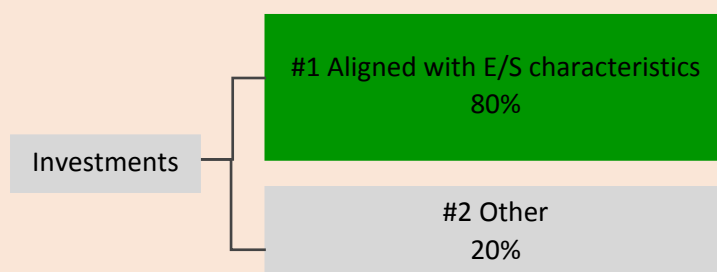 #1 Aligned with E/S characteristics
80%
Investments
#2 Other
20%